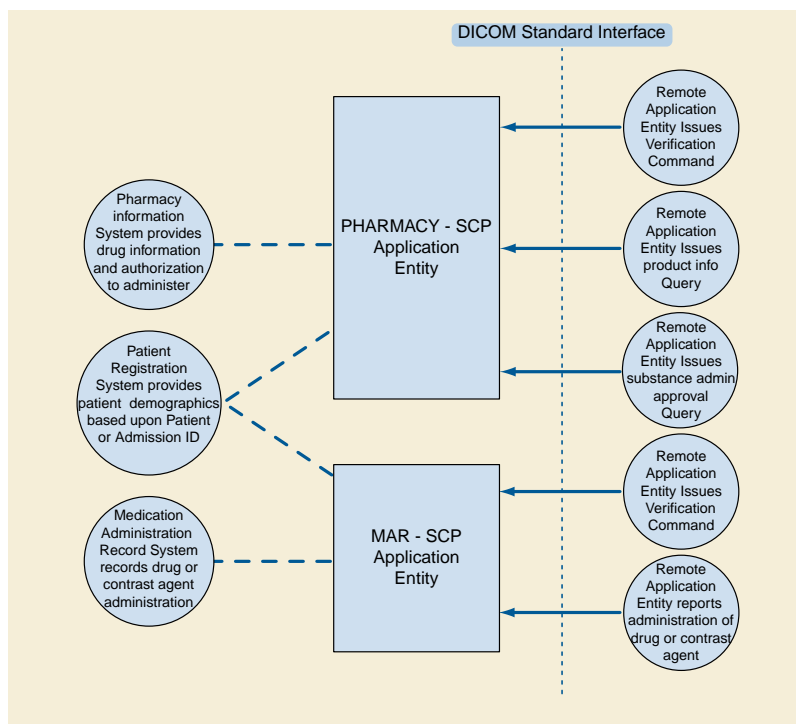 DICOM Standard Interface
Remote
Application
Entity Issues
Verification
Command
Pharmacy
information
System provides
drug information
and authorization
to administer
PHARMACY - SCP
Application
Entity
Remote
Application
Entity Issues
product info
Query
Patient
Registration
System provides
patient demographics
based upon Patient
or Admission ID
Remote
Application
Entity Issues
substance admin
approval
Query
Remote
Application
Entity Issues
Verification
Command
Medication
Administration
Record System
records drug or
contrast agent
administration
MAR - SCP
Application
Entity
Remote
Application
Entity reports
administration of
drug or contrast
agent